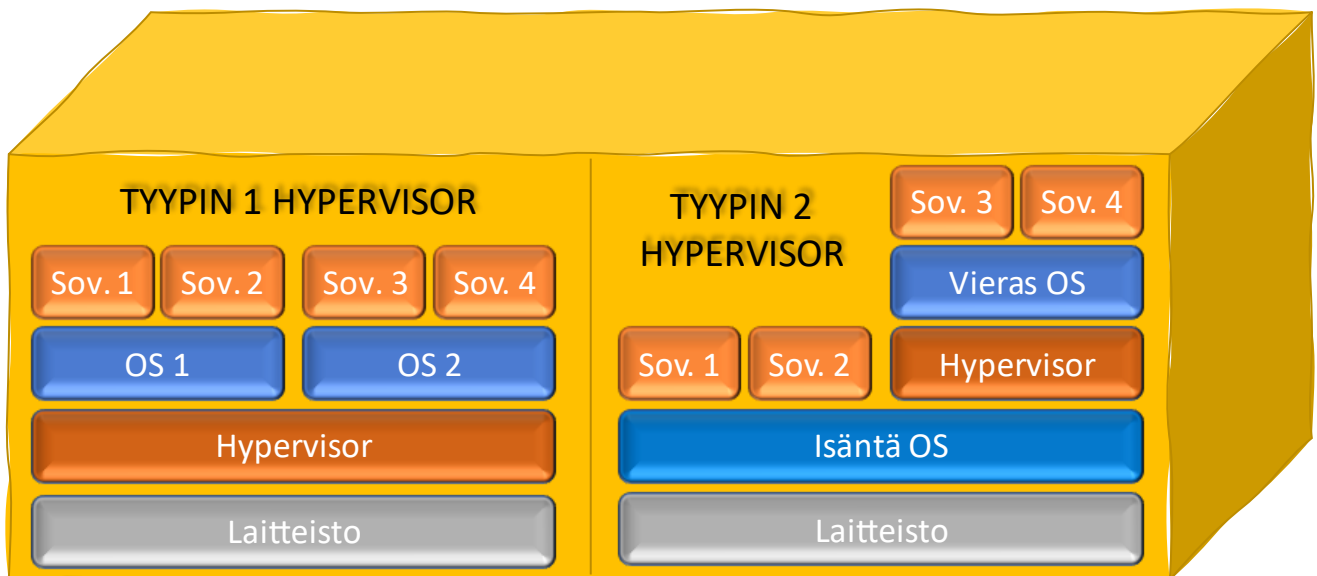 TYYPIN 1 HYPERVISOR
Sov. 1 Sov. 2 Sov. 3 Sov. 4
OS 1 OS 2
Hypervisor
Laitteisto
TYYPIN 2
HYPERVISOR
Sov. 3 Sov. 4
Vieras OS
Sov. 1 Sov. 2 Hypervisor
Isäntä OS
Laitteisto